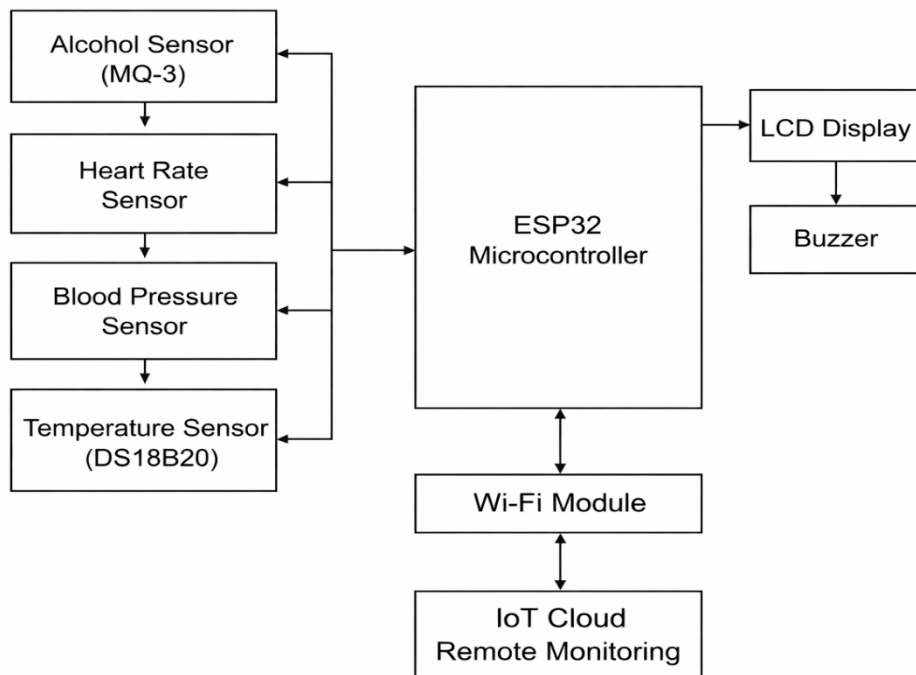 Alcohol Sensor
(MQ-3)
Heart Rate
Sensor
Blood Pressure
Sensor
Temperature Sensor
(DS18B20)
ESP32
Microcontroller
LCD Display
Buzzer
Wi-Fi Module
IoT Cloud
Remote Monitoring